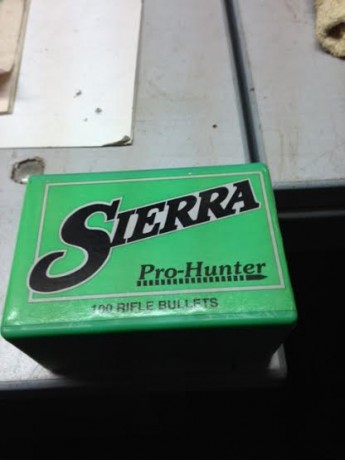 SIERRA
Pro-Hunter
100 RIFLE BULLETS